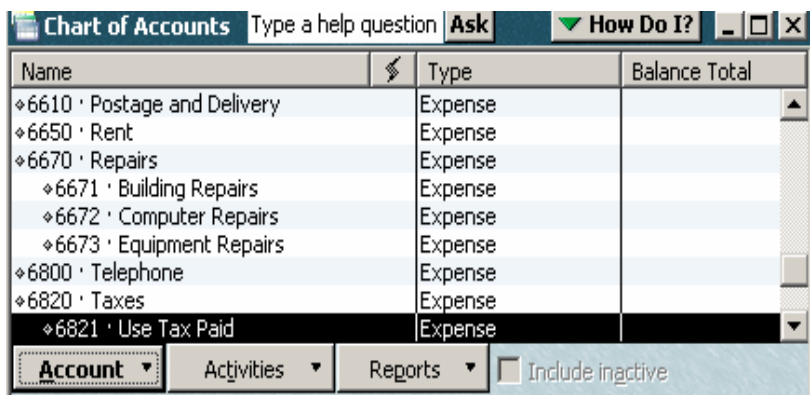 Chart of Accounts Type a help question Ask How Do I?
Name Type Balance Total
6610 · Postage and Delivery Expense
6650 · Rent Expense
6670 · Repairs Expense
6671 · Building Repairs Expense
6672 · Computer Repairs Expense
6673 · Equipment Repairs Expense
6800 · Telephone Expense
6820 · Taxes Expense
6821 · Use Tax Paid Expense
Account Activities Reports Include inactive